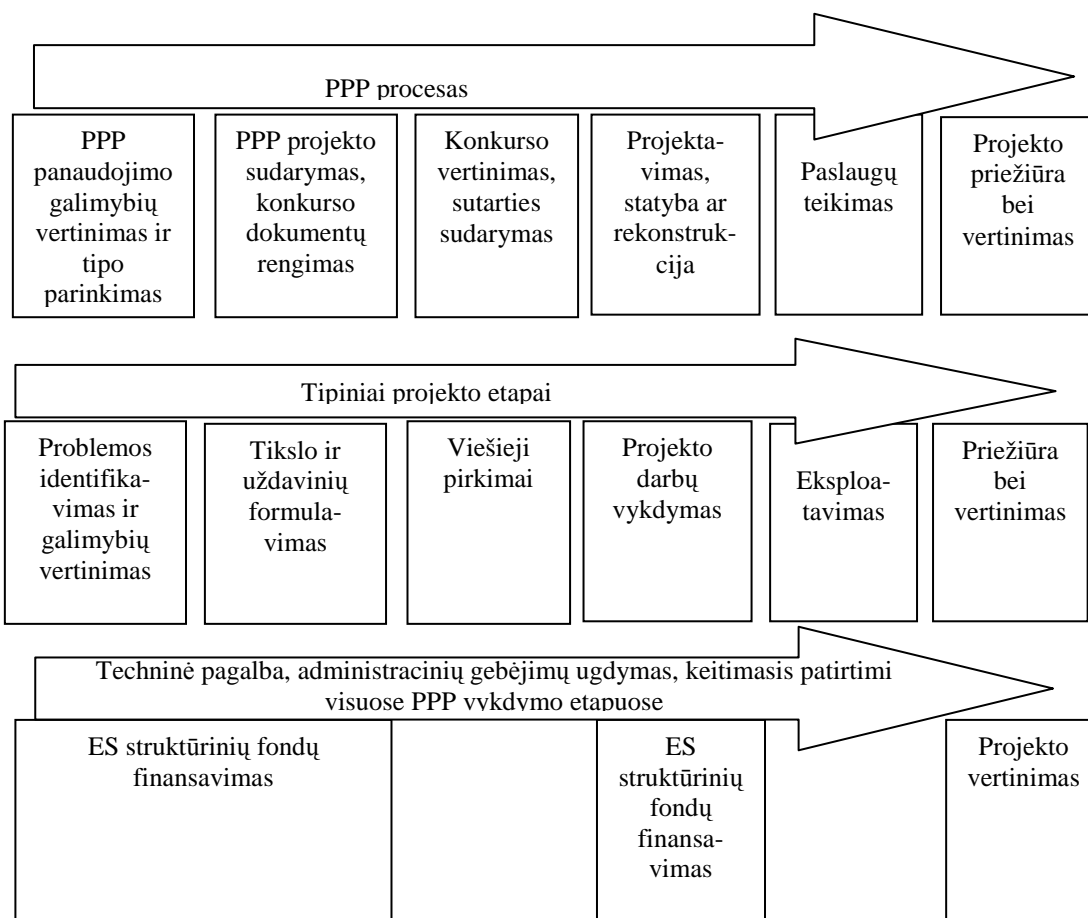 PPP procesas
PPP
panaudojimo
galimybių
vertinimas ir
tipo
parinkimas
PPP projekto
sudarymas,
konkurso
dokumentų
rengimas
Konkurso
vertinimas,
sutarties
sudarymas
Projekta-
vimas,
statyba ar
rekonstruk-
cija
Paslaugų
teikimas
Projekto
priežiūra
bei
vertinimas
Tipiniai projekto etapai
Problemos
identifika-
vimas ir
galimybių
vertinimas
Tikslo ir
uždavinių
formula-
vimas
Viešieji
pirkimai
Projekto
darbų
vykdymas
Eksploa-
tavimas
Priežiūra
bei
vertinimas
Techninė pagalba, administracinių gebėjimų ugdymas, keitimasis patirtimi
visuose PPP vykdymo etapuose
ES struktūrinių fondų
finansavimas
ES
struktūrinių
fondų
finansa-
vimas
Projekto
vertinimas